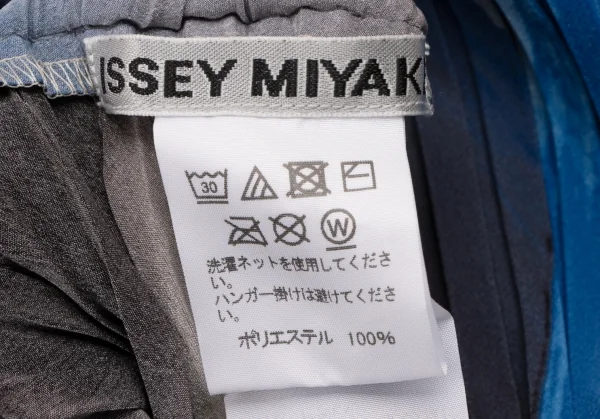 ISSEY MIYAK
30
W
洗濯ネットを使用してくださ
い。
ハンガー掛けは避けてくださ
い。
ポリエステル 100%